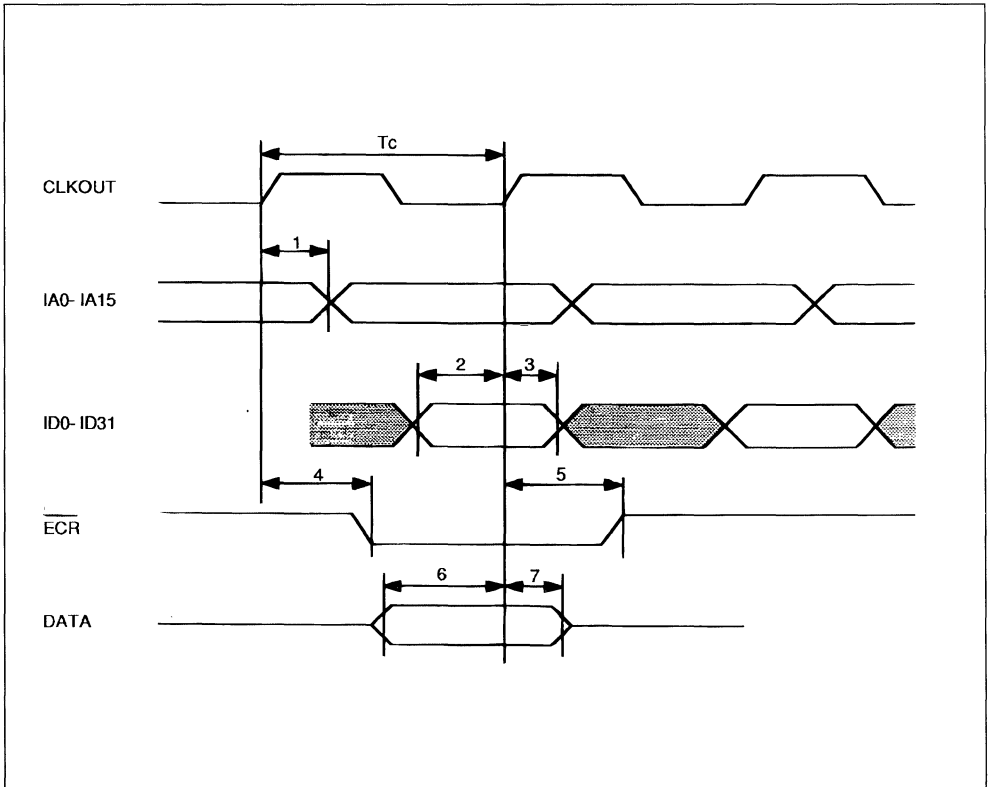 Tc
CLKOUT
1
IA0- IA15
2 3
ID0- ID31
4 5
ECR
6 7
DATA